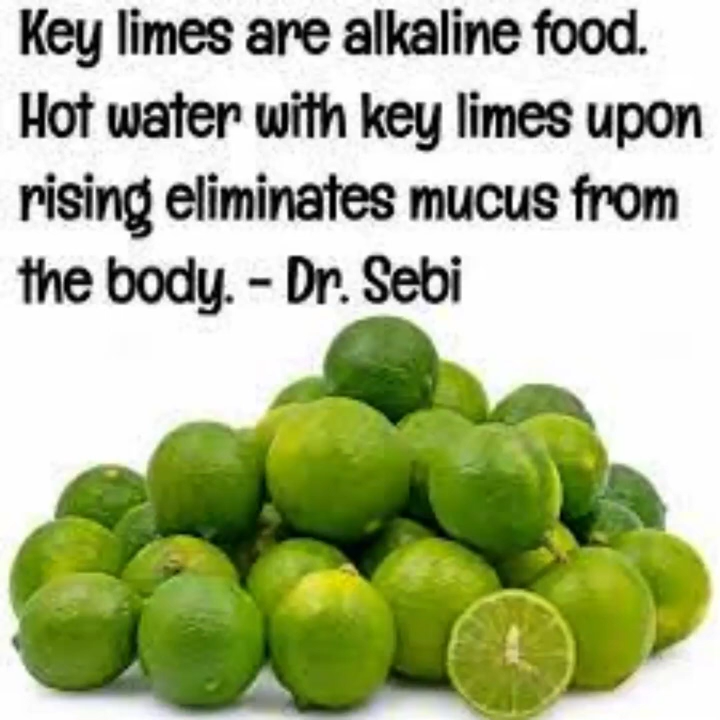 Key limes are alkaline food.
Hot water with key limes upon
rising eliminates mucus from
the body. - Dr. Sebi